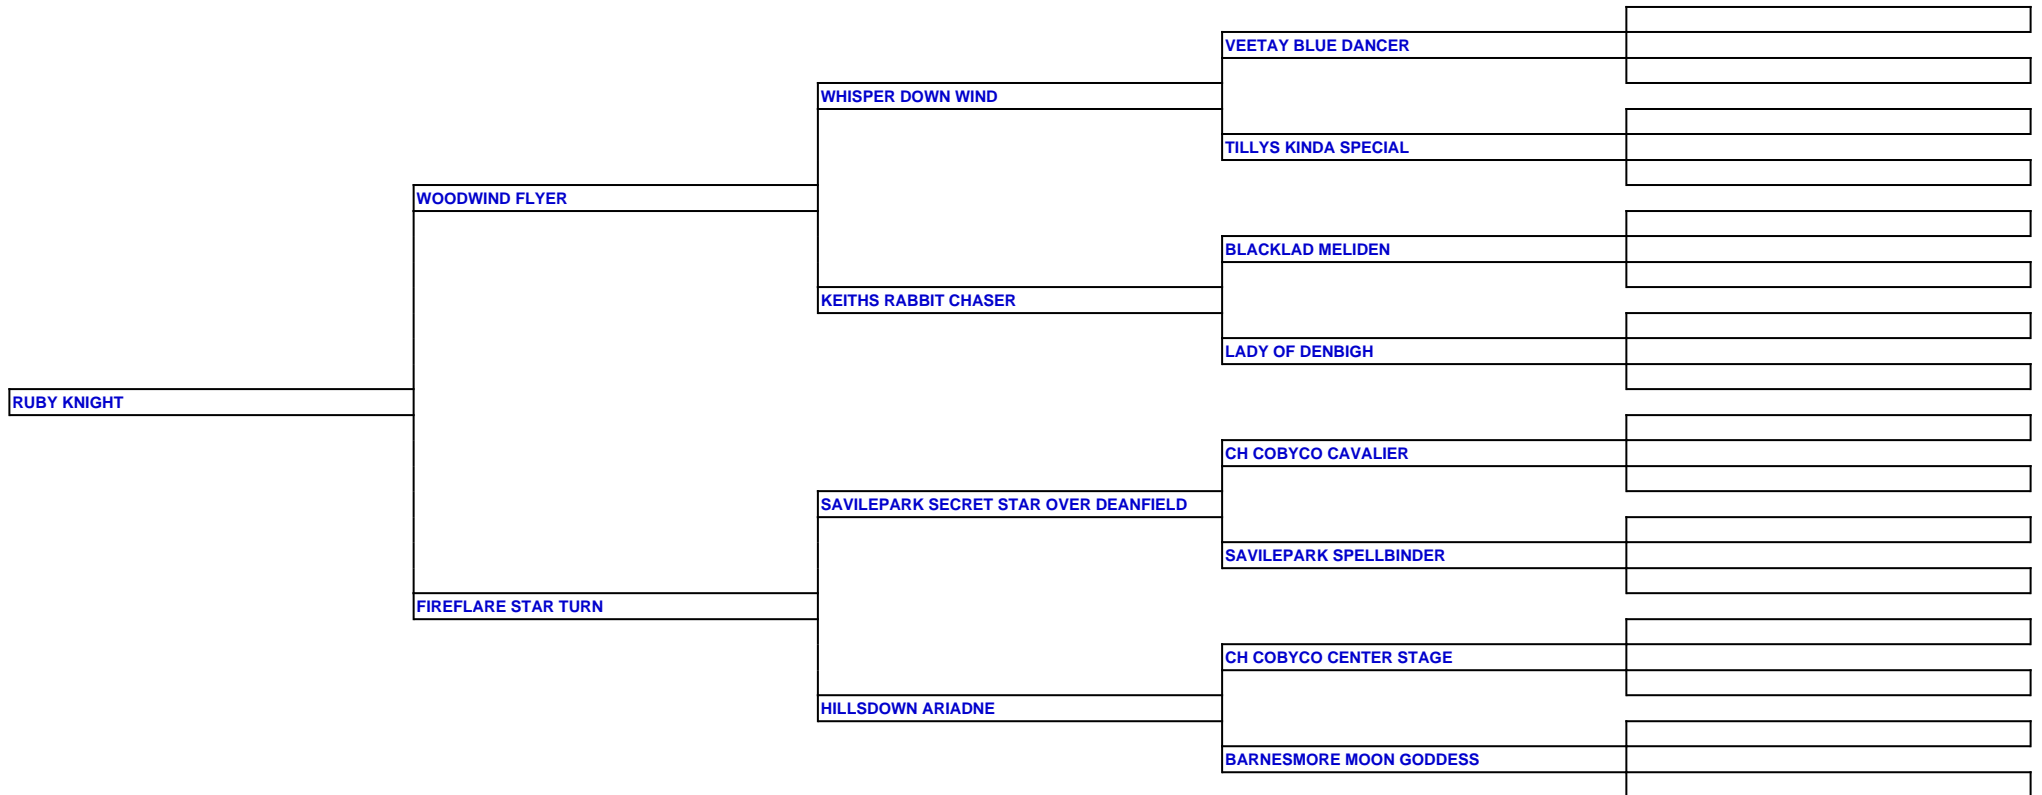 VEETAY BLUE DANCER
WHISPER DOWN WIND
TILLYS KINDA SPECIAL
WOODWIND FLYER
BLACKLAD MELIDEN
KEITHS RABBIT CHASER
LADY OF DENBIGH
RUBY KNIGHT
CH COBYCO CAVALIER
SAVILEPARK SECRET STAR OVER DEANFIELD
SAVILEPARK SPELLBINDER
FIREFLARE STAR TURN
CH COBYCO CENTER STAGE
HILLSDOWN ARIADNE
BARNESMORE MOON GODDESS